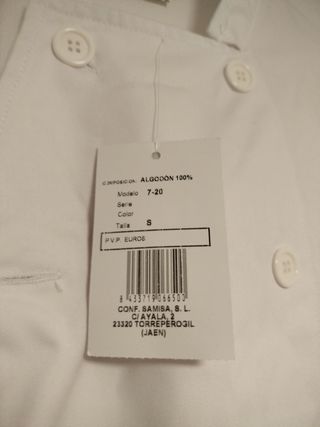 COMPOSICION: ALGODÓN 100%
Modelo 7-20
Serie
Color
Talla S
P.V.P. EUROS
8 433719 066500
CONF. SAMISA, S. L.
C/ AYALA, 2
23320 TORREPEROGIL
(JAEN)